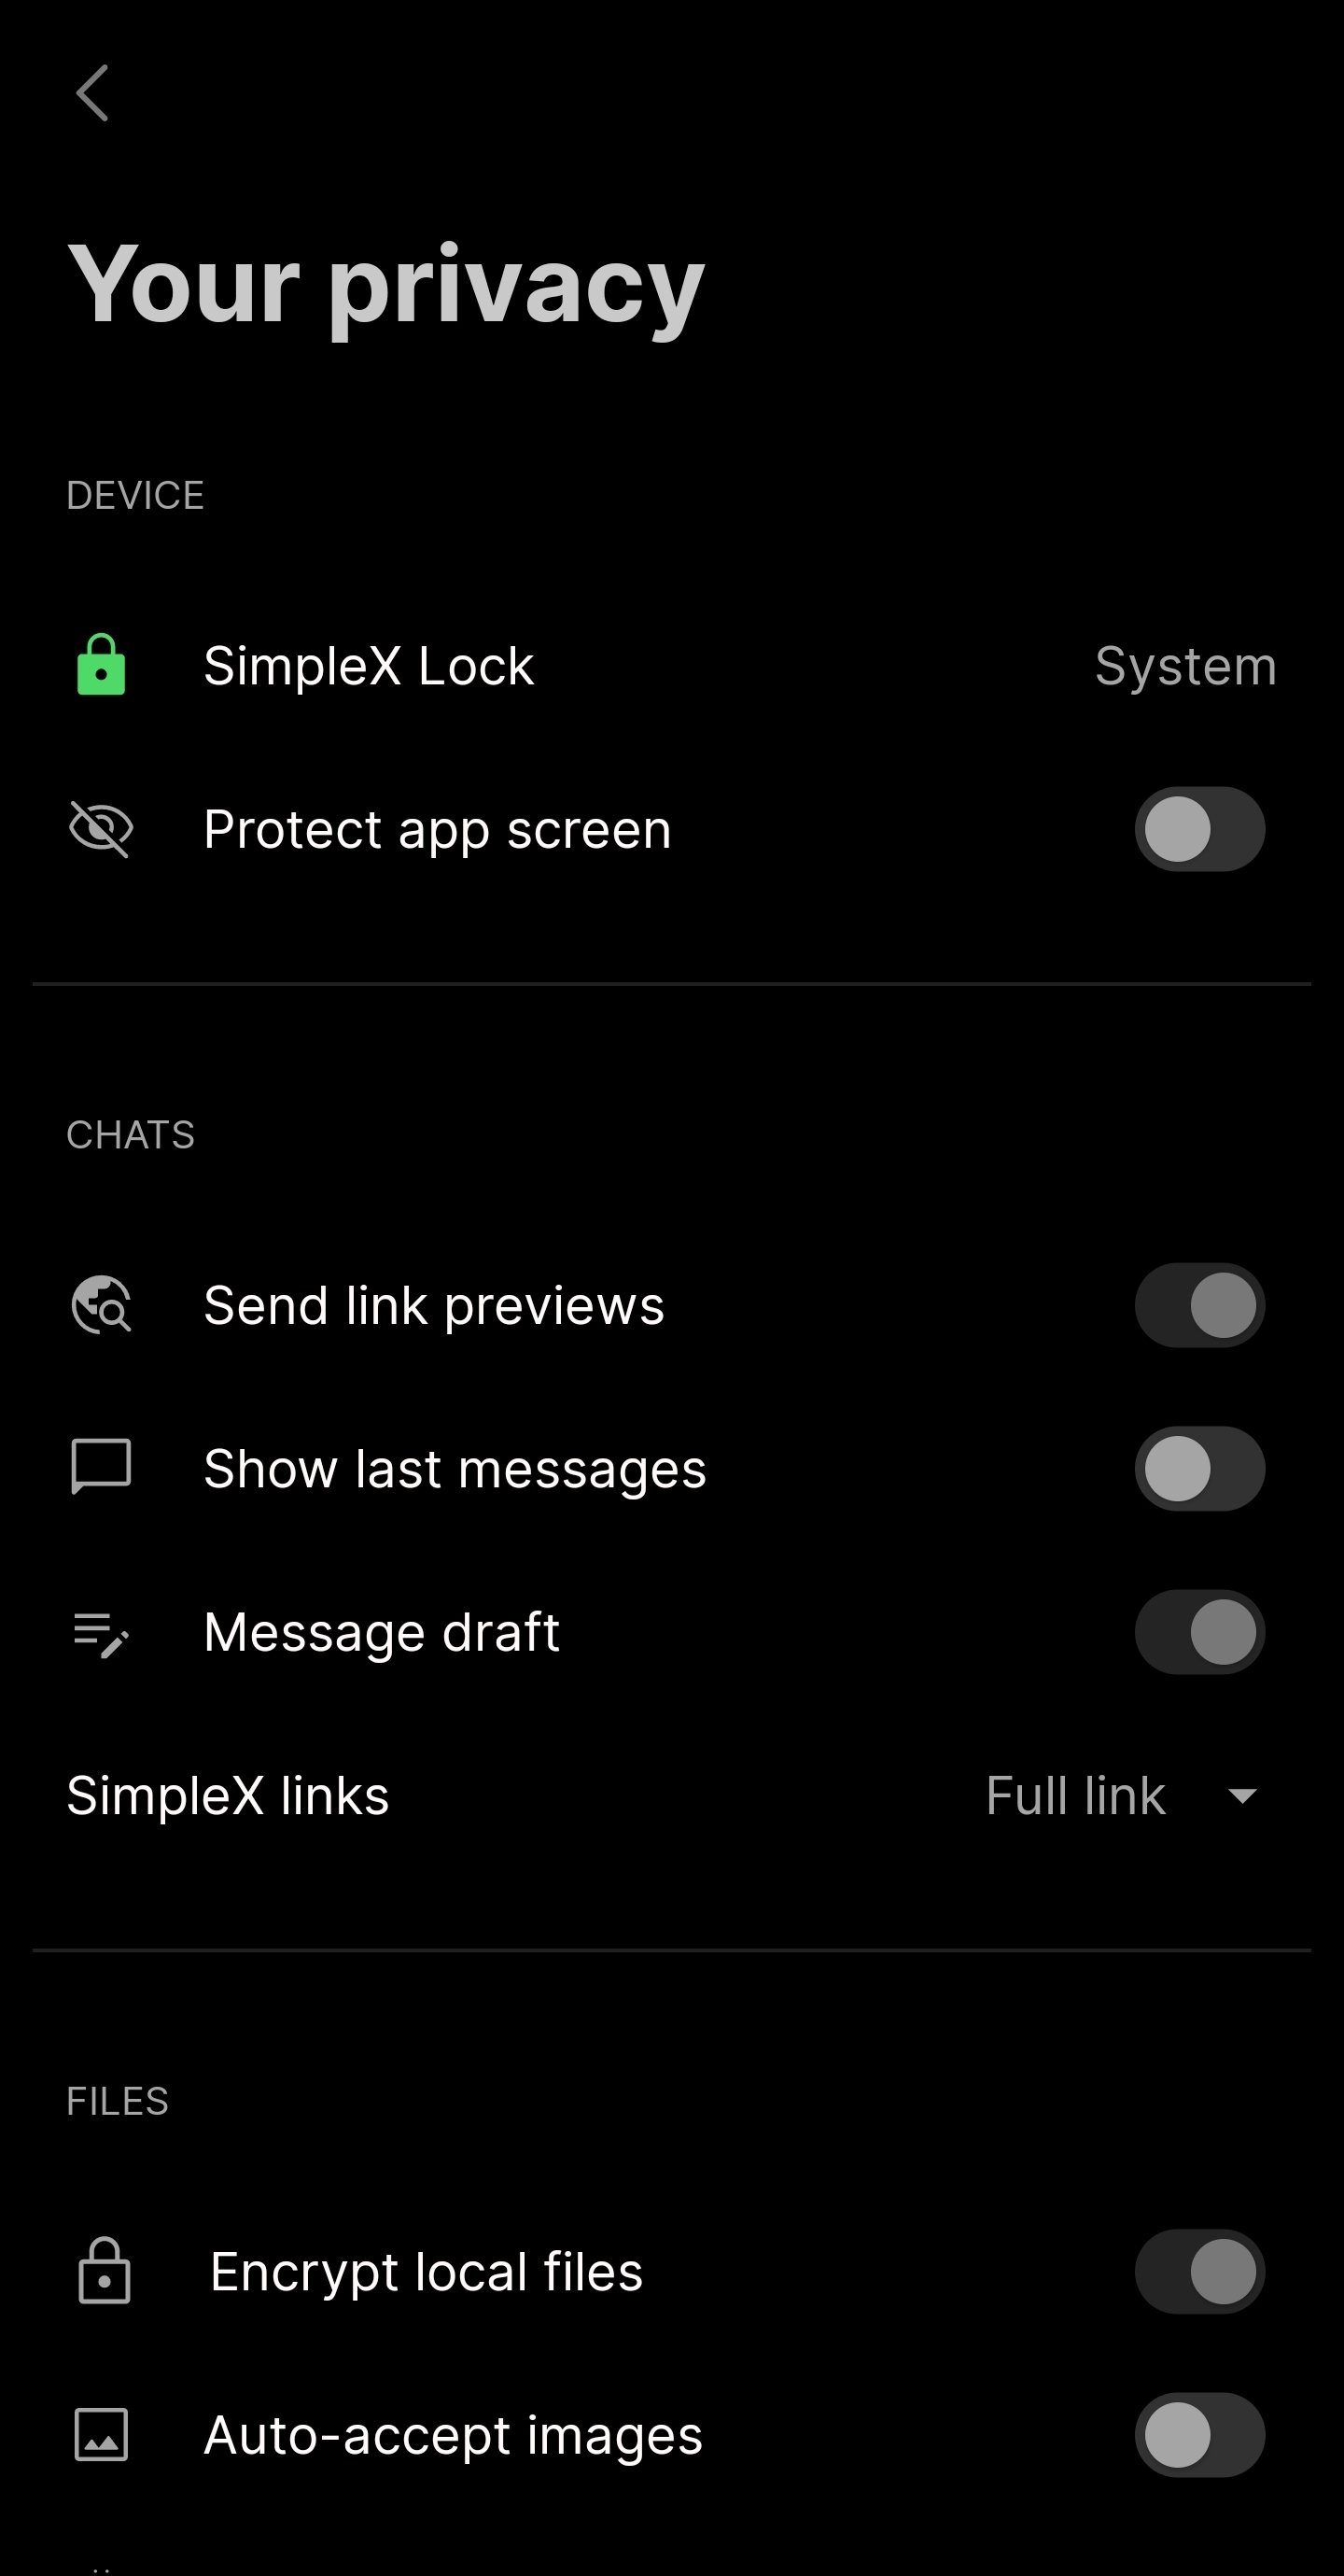 Your privacy
DEVICE
SimpleX Lock System
Protect app screen
CHATS
Send link previews
Show last messages
Message draft
SimpleX links Full link
FILES
Encrypt local files
Auto-accept images